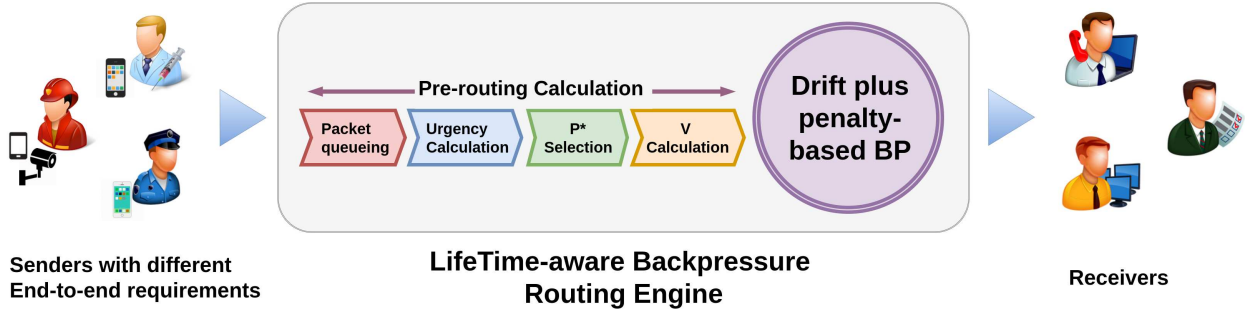 Pre-routing Calculation
Packet
queueing
Urgency
Calculation
P*
Selection
V
Calculation
Drift plus
penalty-
based BP
Senders with different
End-to-end requirements
LifeTime-aware Backpressure
Routing Engine
Receivers